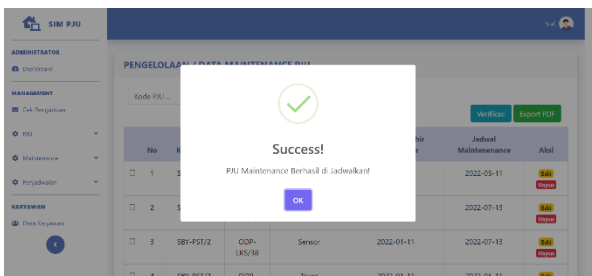 SIM PJU
ADMINISTRATOR
Dashboard
MANAGEMENT
Cek Pengaduan
PJU
Maintenance
Penjadwalan
KARYAWAN
Data Karyawan
PENGELOLAAN / DATA MAINTENANCE PJU
Kode PJU ...
Verifikasi
Export PDF
No
Jadwal
Maintenenance
Aksi
Success!
PJU Maintenance Berhasil di Jadwalkan!
OK
1
2022-05-11
Edit
Hapus
2
2022-07-13
Edit
Hapus
3
SBY-PST/2
ODP-
LKS/38
Sensor
2022-01-11
2022-07-13
Edit
Hapus